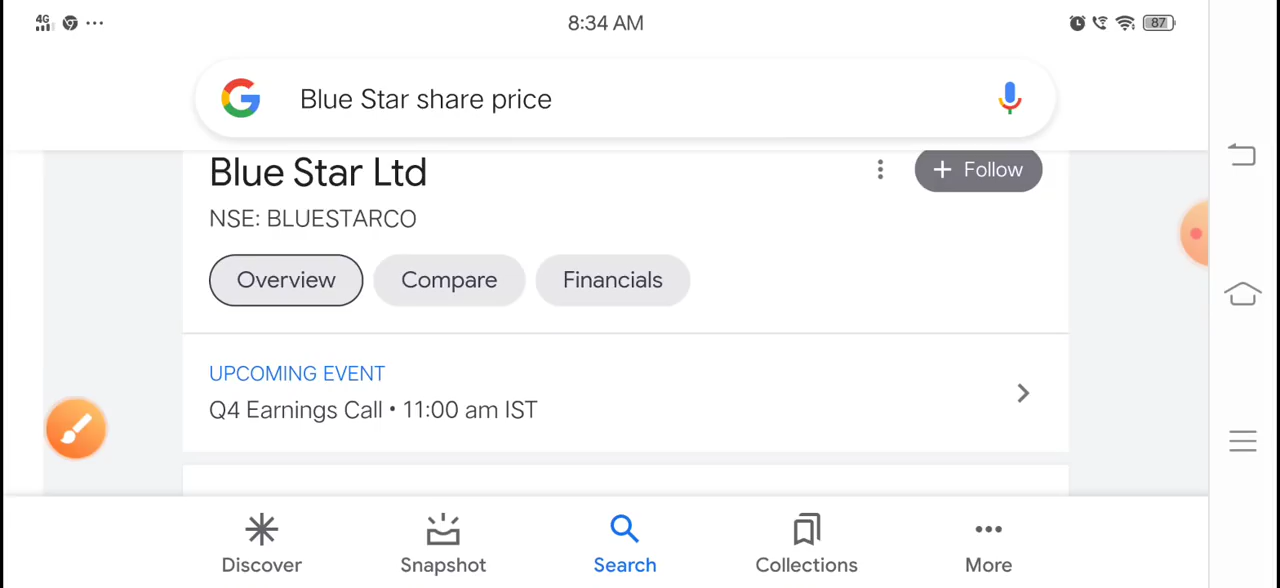 4G 8:34 AM 87
Blue Star share price
Blue Star Ltd
+ Follow
NSE: BLUESTARCO
Overview Compare Financials
UPCOMING EVENT
Q4 Earnings Call • 11:00 am IST
Discover Snapshot Search Collections More